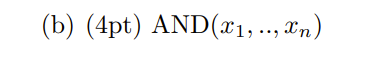 (b) (4pt) AND(x₁, .., xₙ)